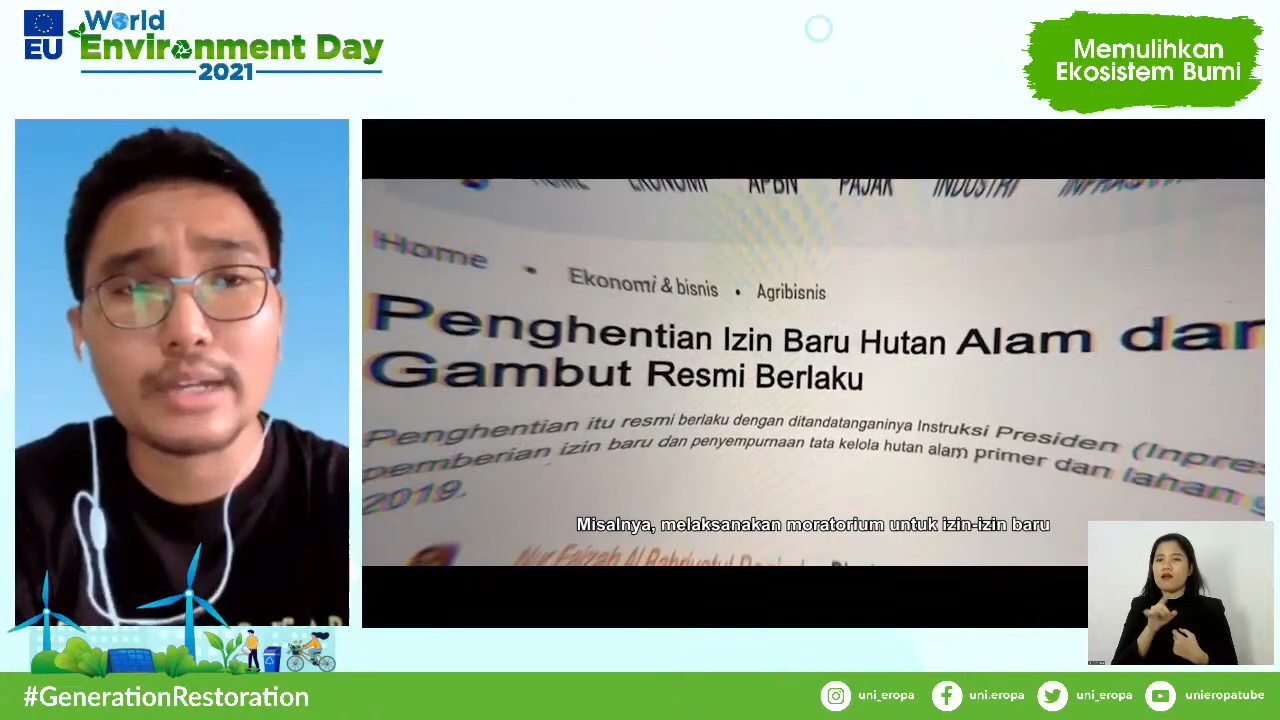 EU
World
Environment Day
2021
Memulihkan
Ekosistem Bumi
HOME EKONOMI APBN PAJAK INDUSTRI
Home • Ekonomi & bisnis • Agribisnis
Penghentian Izin Baru Hutan Alam dan
Gambut Resmi Berlaku
Penghentian itu resmi berlaku dengan ditandatanganinya Instruksi Presiden (Inpres
pemberian izin baru dan penyempurnaan tata kelola hutan alam primer dan lahan g
2019.
Misalnya, melaksanakan moratorium untuk izin-izin baru
#GenerationRestoration
uni_eropa
uni.eropa
uni_eropa
unieropatube